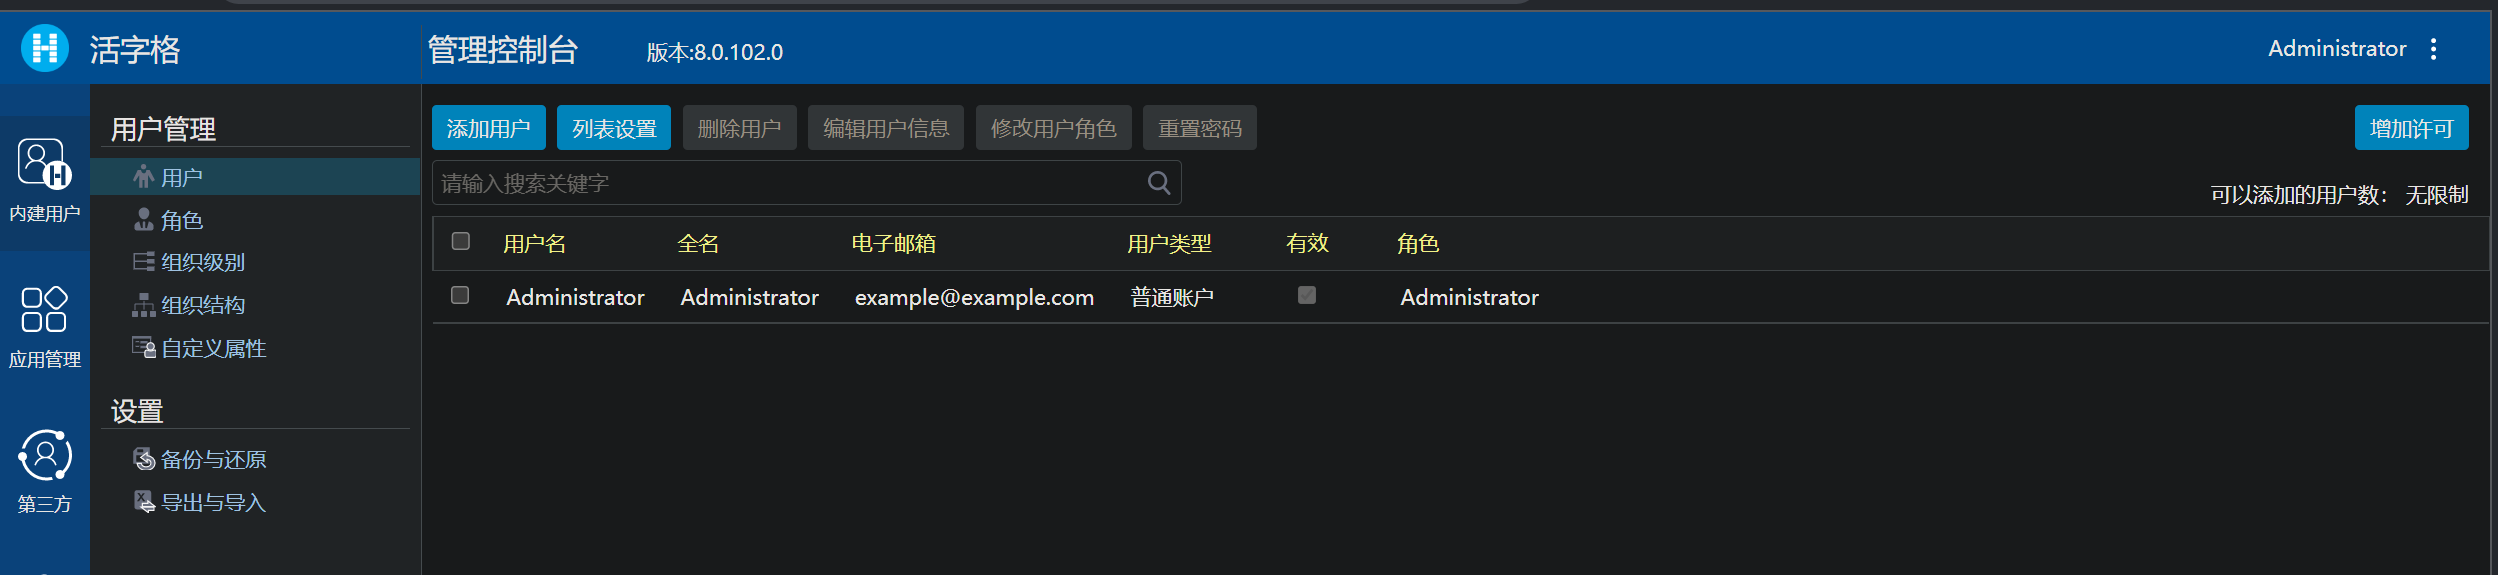 活字格
管理控制台 版本:8.0.102.0 Administrator
内建用户
应用管理
第三方
用户管理
用户
角色
组织级别
组织结构
自定义属性
设置
备份与还原
导出与导入
添加用户 列表设置 删除用户 编辑用户信息 修改用户角色 重置密码 增加许可
请输入搜索关键字
可以添加的用户数： 无限制
用户名 全名 电子邮箱 用户类型 有效 角色
Administrator Administrator example@example.com 普通账户 Administrator